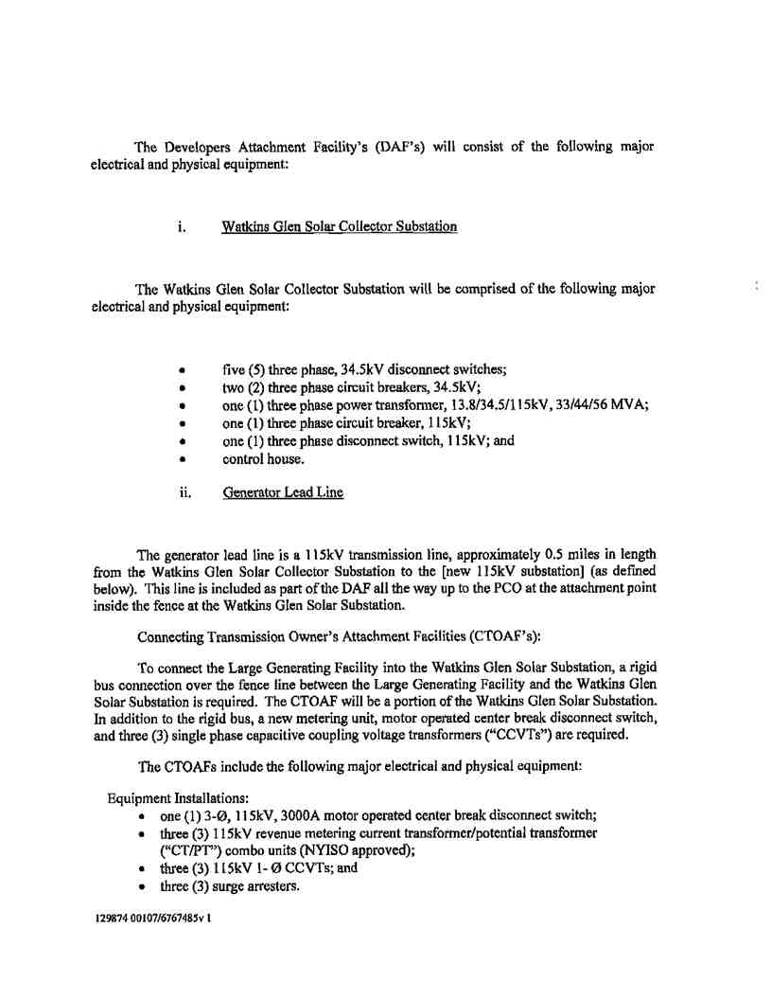 The Developers Attachment Facility's (DAF's) will consist of the following major
electrical and physical equipment:
i. Watkins Glen Solar Collector Substation
The Watkins Glen Solar Collector Substation will be comprised of the following major
electrical and physical equipment:
• five (5) three phase, 34.5kV disconnect switches;
• two (2) three phase circuit breakers, 34.5kV;
• one (1) three phase power transformer, 13.8/34.5/115kV, 33/44/56 MVA;
• one (1) three phase circuit breaker, 115kV;
• one (1) three phase disconnect switch, 115kV; and
• control house.
ii. Generator Lead Line
The generator lead line is a 115kV transmission line, approximately 0.5 miles in length
from the Watkins Glen Solar Collector Substation to the [new 115kV substation] (as defined
below). This line is included as part of the DAF all the way up to the PCO at the attachment point
inside the fence at the Watkins Glen Solar Substation.
Connecting Transmission Owner's Attachment Facilities (CTOAF's):
To connect the Large Generating Facility into the Watkins Glen Solar Substation, a rigid
bus connection over the fence line between the Large Generating Facility and the Watkins Glen
Solar Substation is required. The CTOAF will be a portion of the Watkins Glen Solar Substation.
In addition to the rigid bus, a new metering unit, motor operated center break disconnect switch,
and three (3) single phase capacitive coupling voltage transformers ("CCVTs") are required.
The CTOAFs include the following major electrical and physical equipment:
Equipment Installations:
• one (1) 3-Ø, 115kV, 3000A motor operated center break disconnect switch;
• three (3) 115kV revenue metering current transformer/potential transformer
("CT/PT") combo units (NYISO approved);
• three (3) 115kV 1- Ø CCVTs; and
• three (3) surge arresters.
129874 00107/6767485v 1